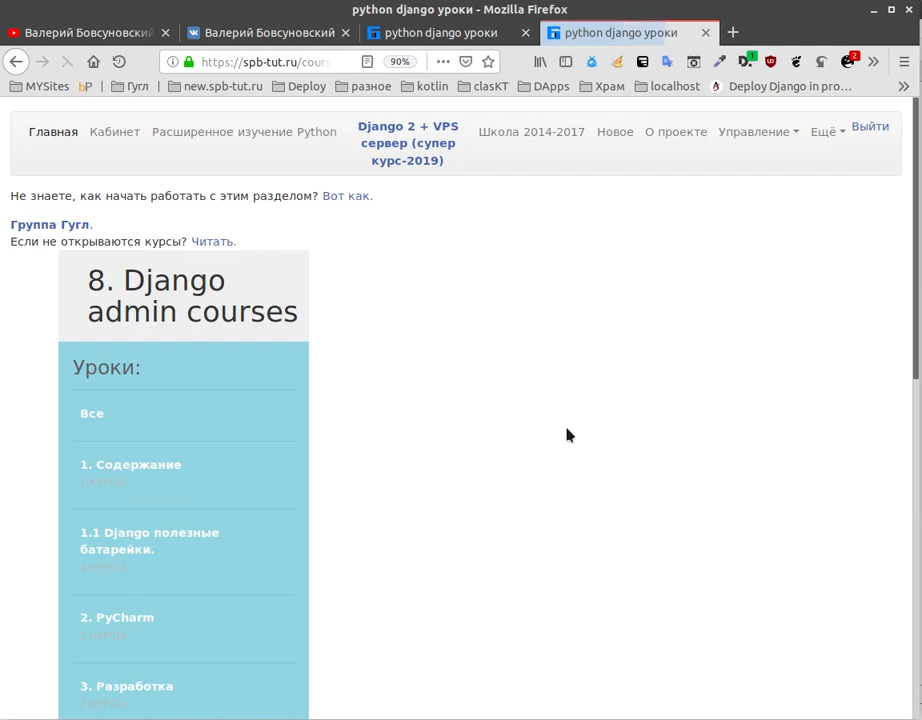 python django уроки - Mozilla Firefox
Валерий Бовсуновский
Валерий Бовсуновский
python django уроки
python django уроки
https://spb-tut.ru/cours
90%
MYSites
Гугл
new.spb-tut.ru
Deploy
разное
kotlin
clasKT
DApps
Храм
localhost
Deploy Django in pro...
Главная
Кабинет
Расширенное изучение Python
Django 2 + VPS
сервер (супер
курс-2019)
Школа 2014-2017
Новое
О проекте
Управление
Ещё
Выйти
Не знаете, как начать работать с этим разделом? Вот как.
Группа Гугл.
Если не открываются курсы? Читать.
8. Django
admin courses
Уроки:
Все
1. Содержание
КУРСЫ
1.1 Django полезные
батарейки.
КУРСЫ
2. PyCharm
КУРСЫ
3. Разработка
КУРСЫ